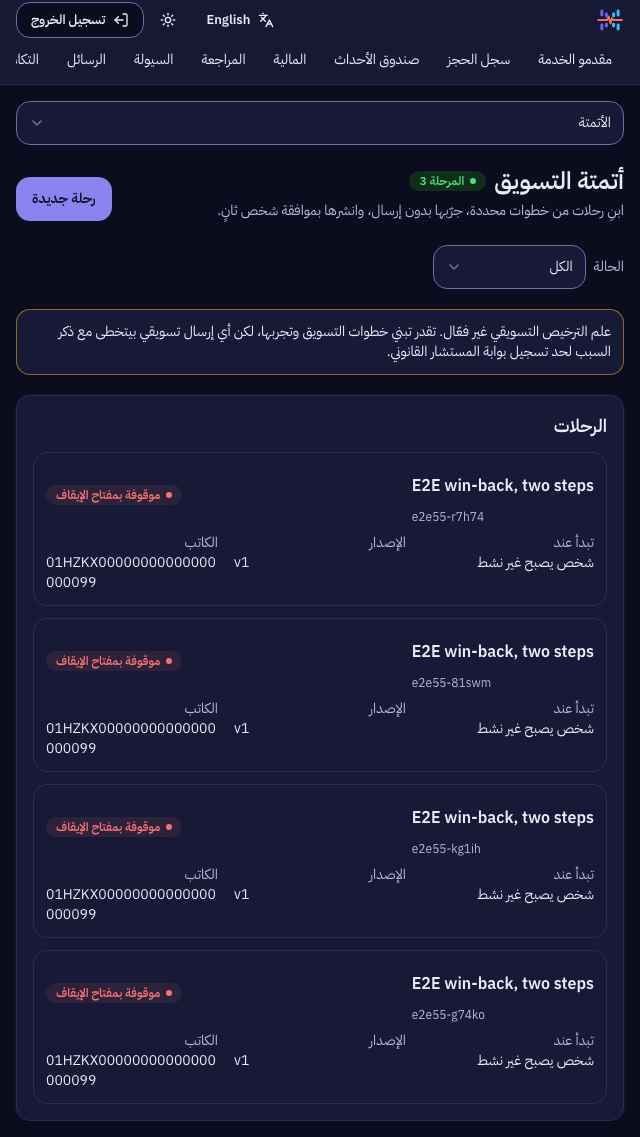 English
تسجيل الخروج
مقدمو الخدمة
سجل الحجز
صندوق الأحداث
المالية
المراجعة
السيولة
الرسائل
الأتمتة
أتمتة التسويق
المرحلة 3
ابنِ رحلات من خطوات محددة، جرّبها بدون إرسال، وانشرها بموافقة شخص ثانٍ.
رحلة جديدة
الحالة
الكل
علم الترخيص التسويقي غير فعّال. تقدر تبني خطوات التسويق وتجربها، لكن أي إرسال تسويقي بيتخطى مع ذكر
السبب لحد تسجيل بوابة المستشار القانوني.
الرحلات
E2E win-back, two steps
موقوفة بمفتاح الإيقاف
e2e55-r7h74
تبدأ عند
الإصدار
الكاتب
شخص يصبح غير نشط
v1
01HZKX00000000000000
000099
E2E win-back, two steps
موقوفة بمفتاح الإيقاف
e2e55-81swm
تبدأ عند
الإصدار
الكاتب
شخص يصبح غير نشط
v1
01HZKX00000000000000
000099
E2E win-back, two steps
موقوفة بمفتاح الإيقاف
e2e55-kg1ih
تبدأ عند
الإصدار
الكاتب
شخص يصبح غير نشط
v1
01HZKX00000000000000
000099
E2E win-back, two steps
موقوفة بمفتاح الإيقاف
e2e55-g74ko
تبدأ عند
الإصدار
الكاتب
شخص يصبح غير نشط
v1
01HZKX00000000000000
000099